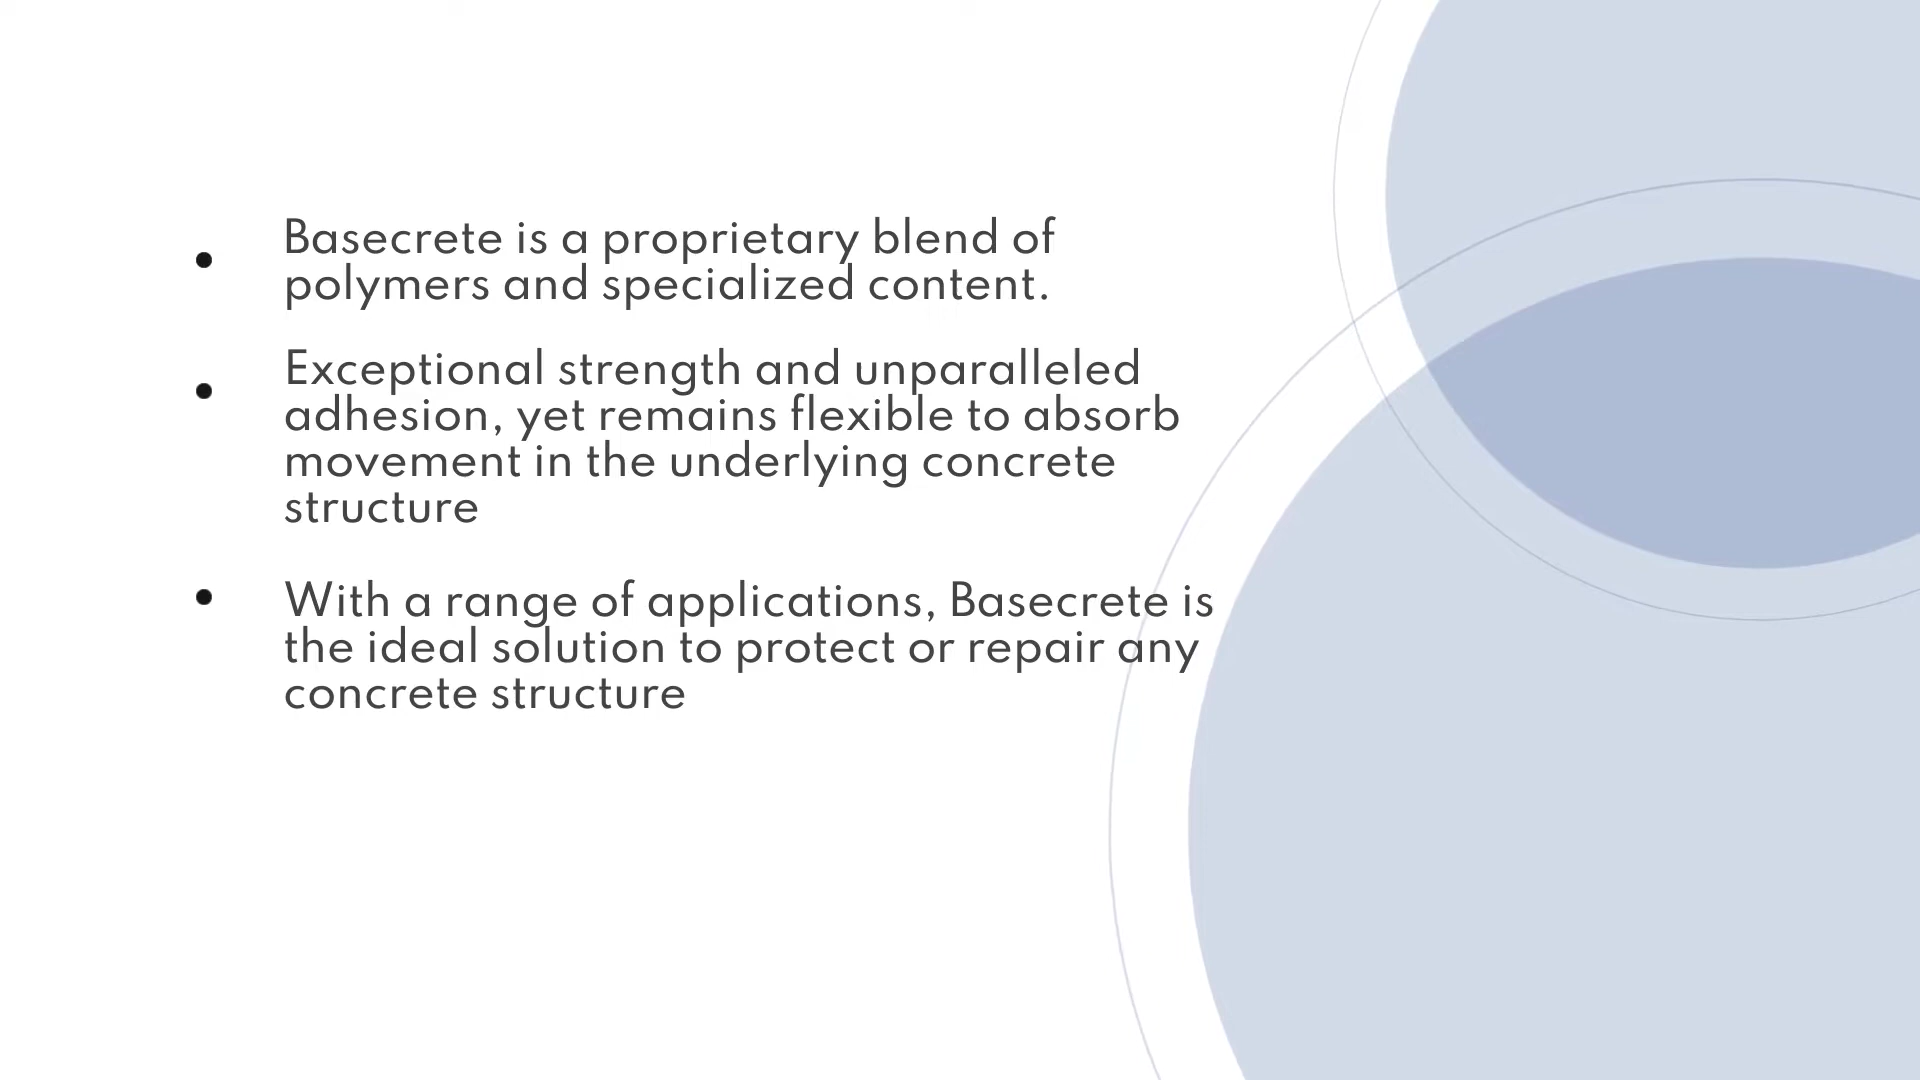 • Basecrete is a proprietary blend of
polymers and specialized content.
• Exceptional strength and unparalleled
adhesion, yet remains flexible to absorb
movement in the underlying concrete
structure
• With a range of applications, Basecrete is
the ideal solution to protect or repair any
concrete structure